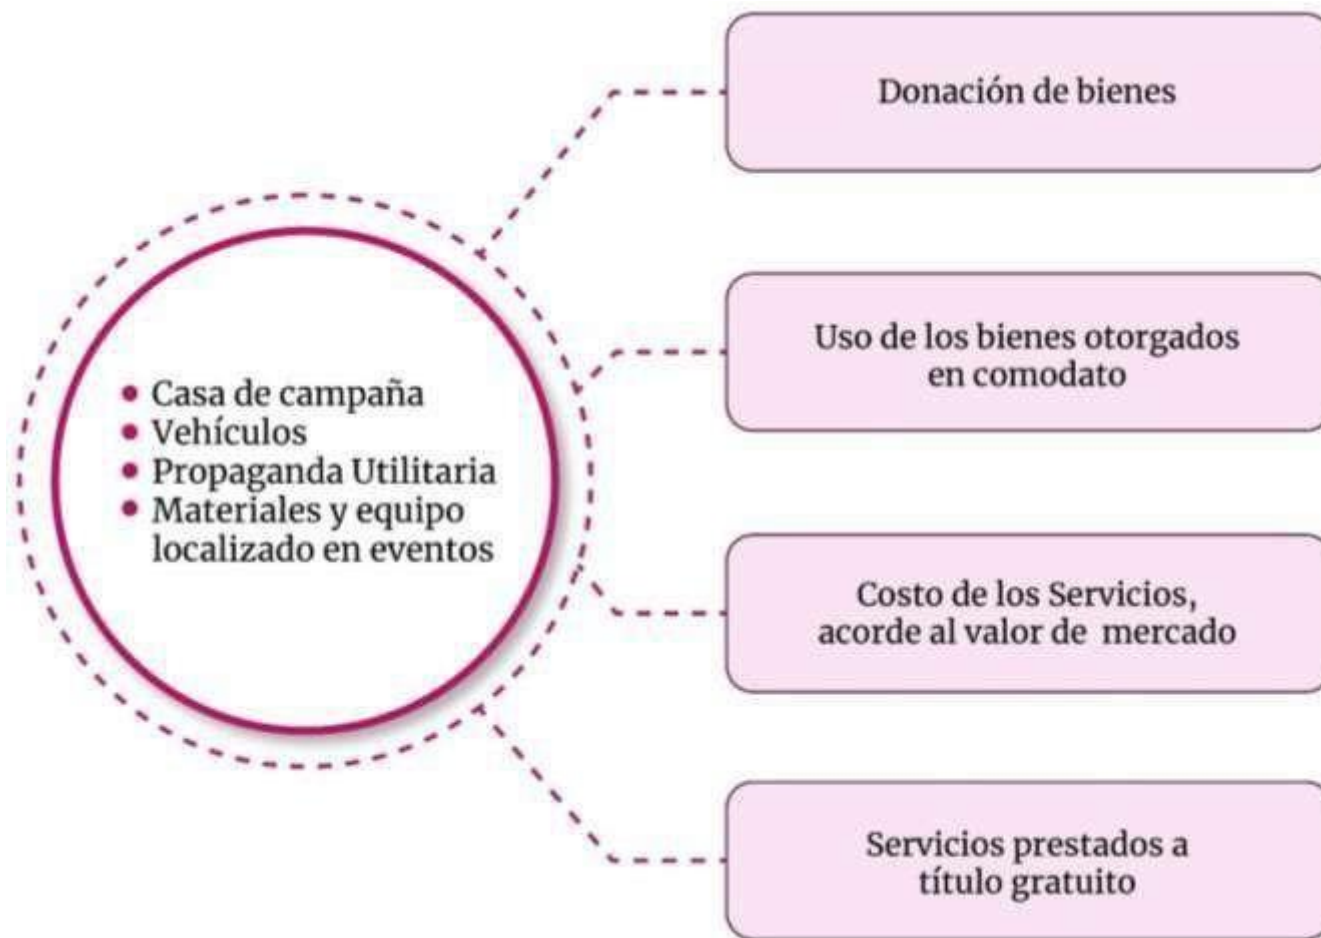 Casa de campaña
Vehículos
Propaganda Utilitaria
Materiales y equipo
localizado en eventos
Donación de bienes
Uso de los bienes otorgados
en comodato
Costo de los Servicios,
acorde al valor de mercado
Servicios prestados a
título gratuito